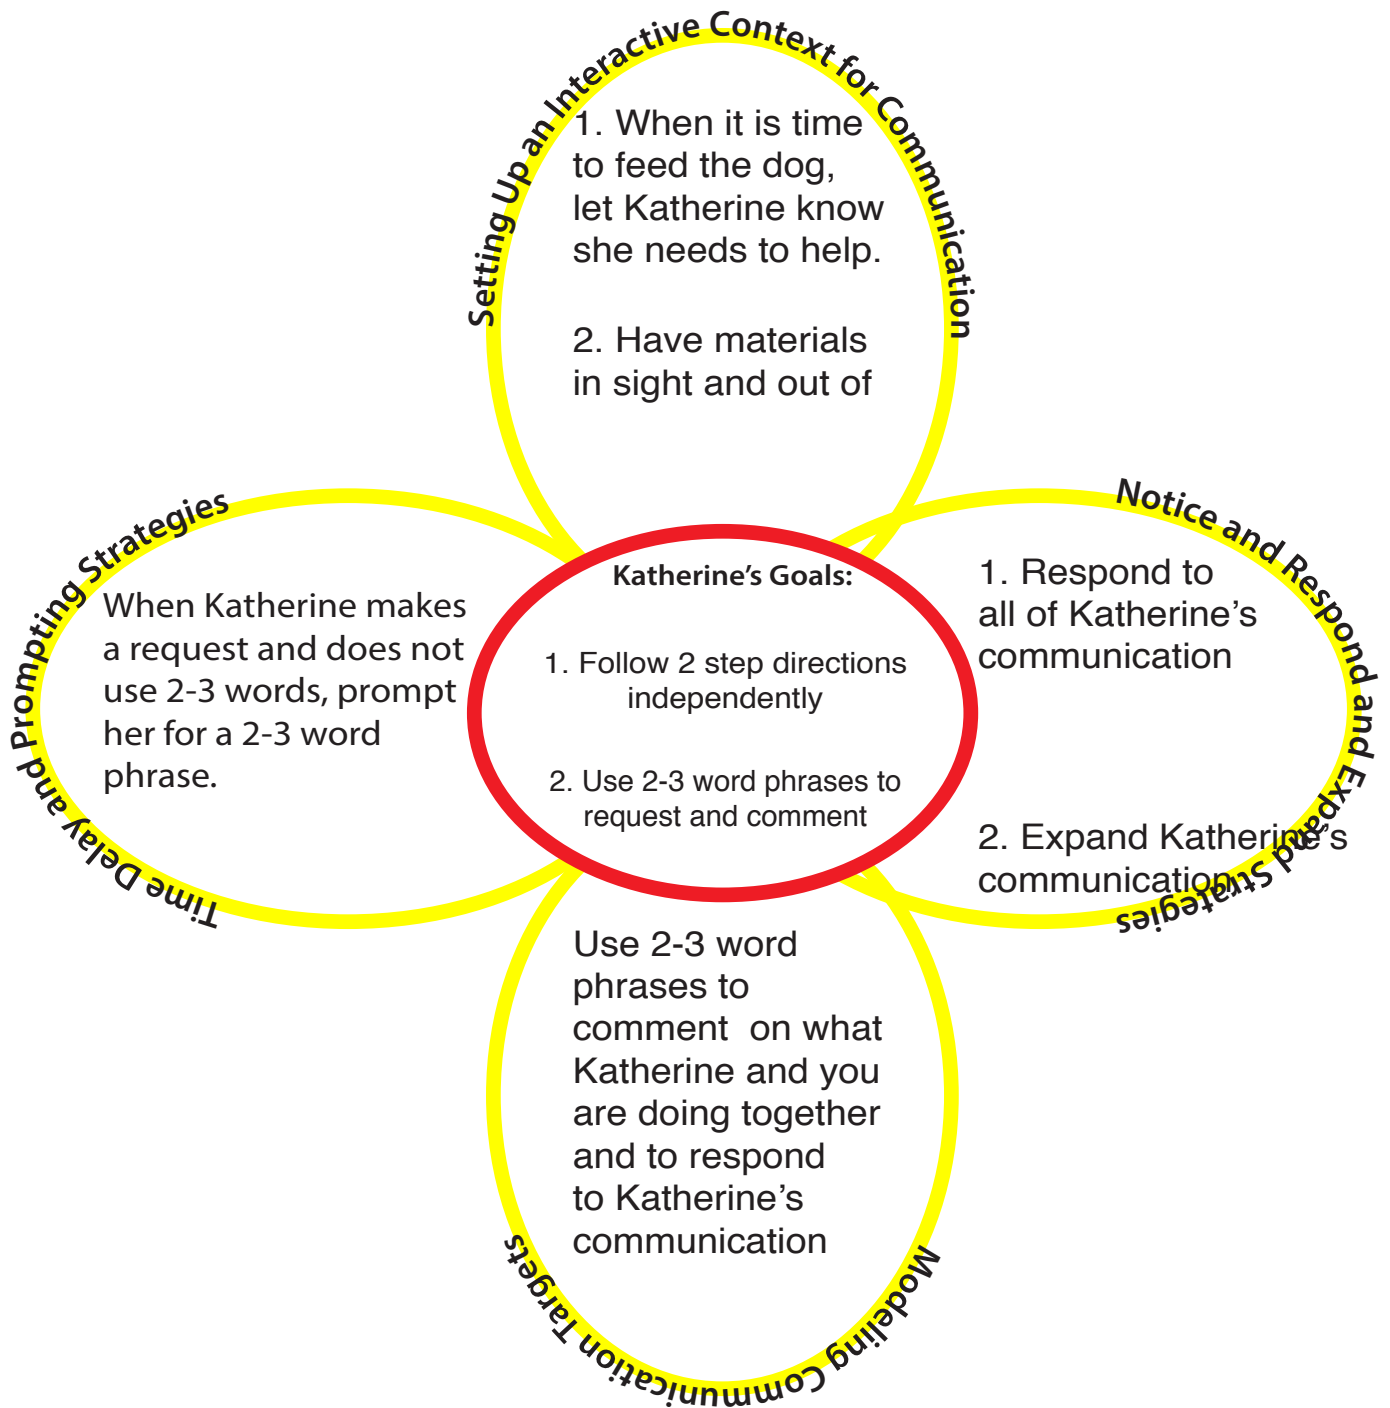 Setting Up an Interactive Context for Communication
1. When it is time
to feed the dog,
let Katherine know
she needs to help.
2. Have materials
in sight and out of
Time Delay and Prompting Strategies
When Katherine makes
a request and does not
use 2-3 words, prompt
her for a 2-3 word
phrase.
Katherine’s Goals:
1. Follow 2 step directions
independently
2. Use 2-3 word phrases to
request and comment
Notice and Respond and Expand Strategies
1. Respond to
all of Katherine’s
communication
2. Expand Katherine’s
communication
Use 2-3 word
phrases to
comment  on what
Katherine and you
are doing together
and to respond
to Katherine’s
communication
Modeling Communication Targets